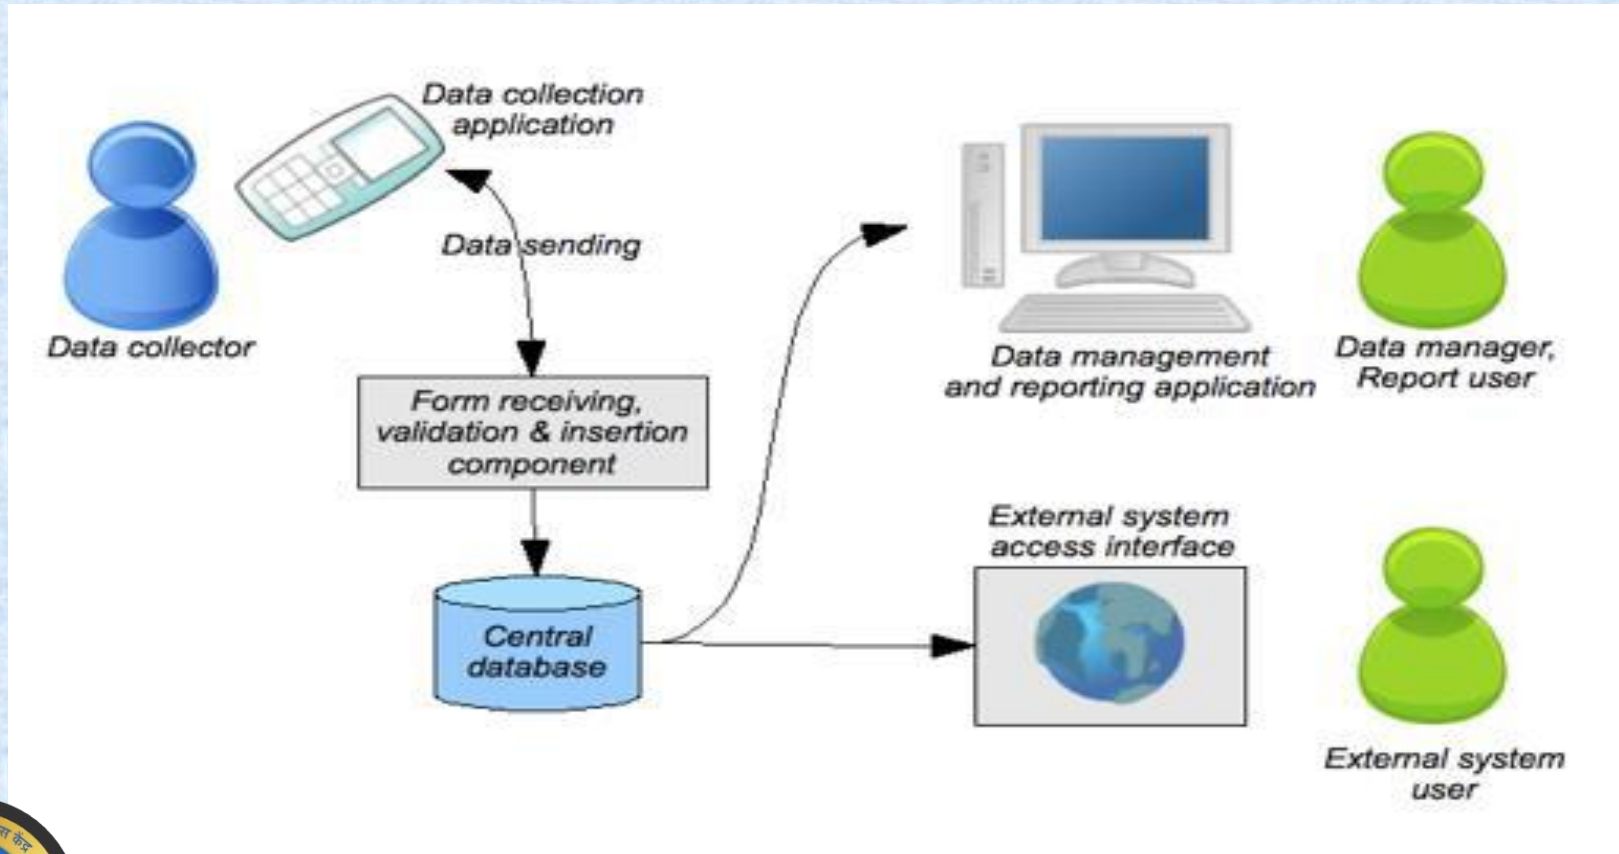 Data collection
application
Data sending
Data collector
Form receiving,
validation & insertion
component
Central
database
Data management
and reporting application
Data manager,
Report user
External system
access interface
External system
user